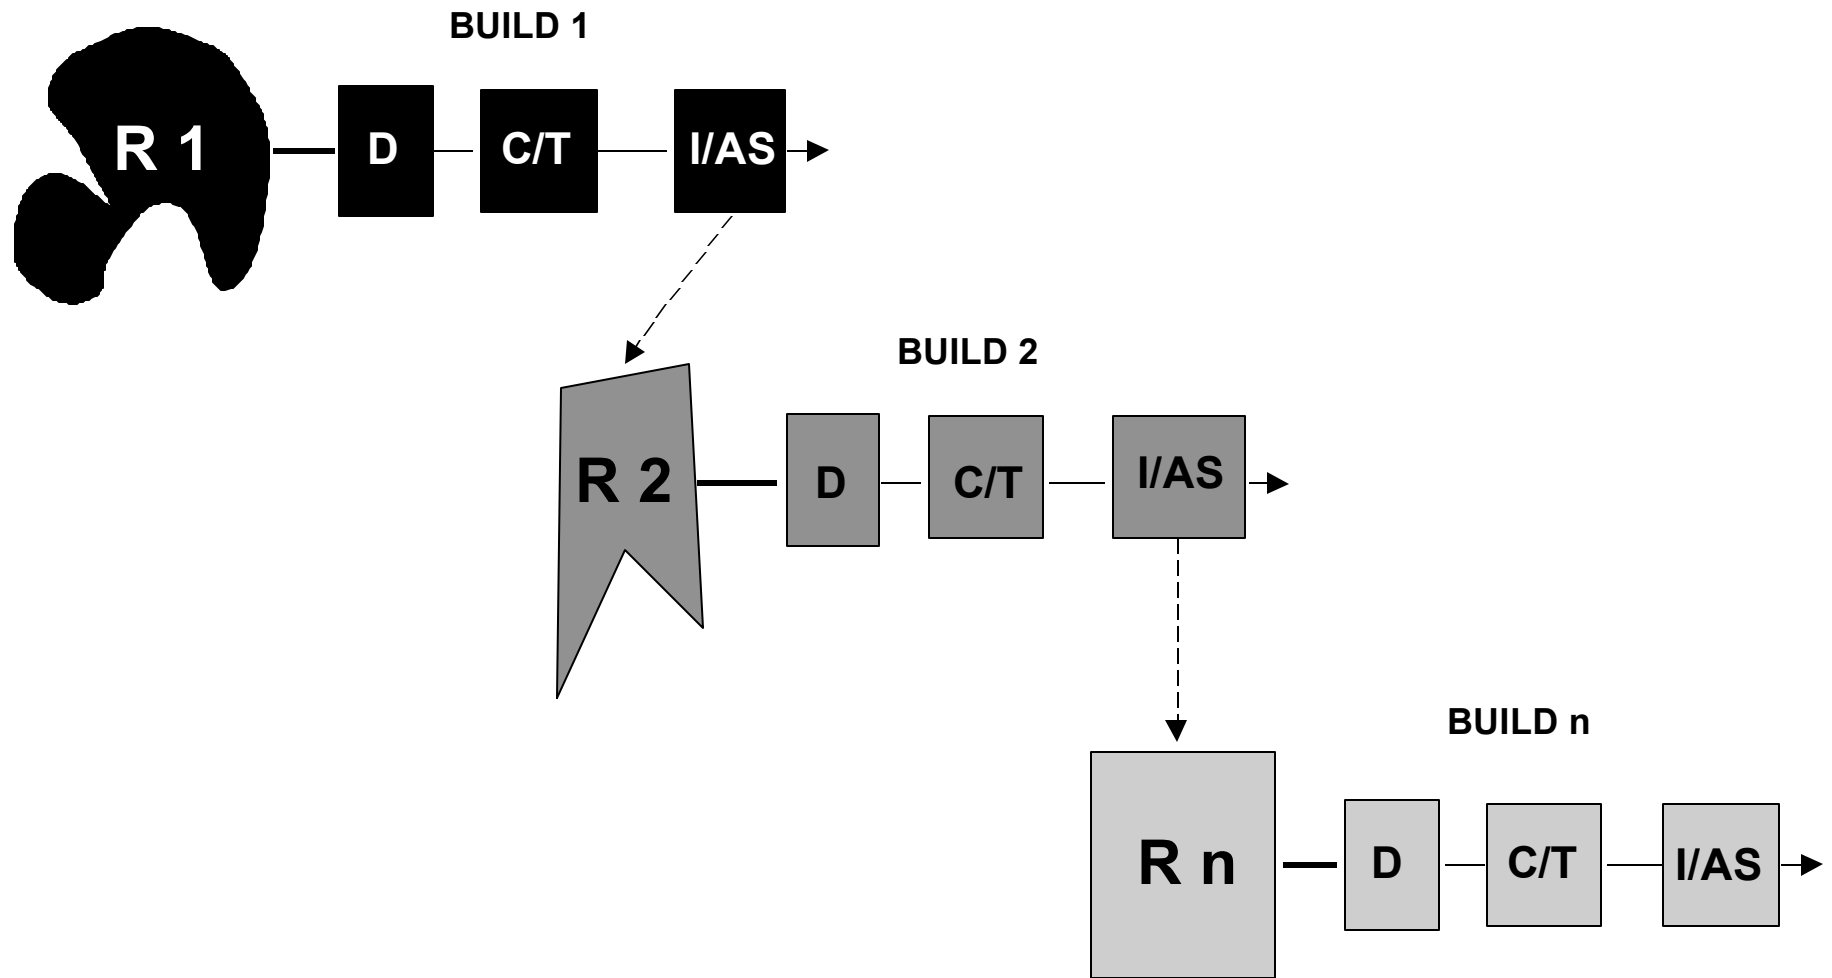 BUILD 1
R 1
D
C/T
I/AS
BUILD 2
R 2
D
C/T
I/AS
BUILD n
R n
D
C/T
I/AS